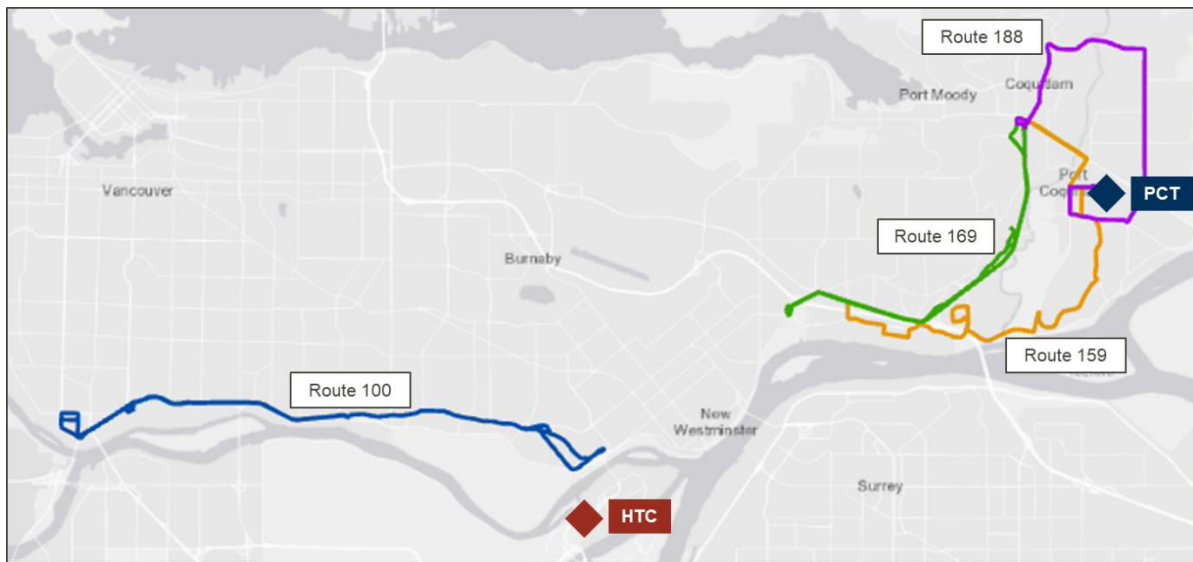 Route 188
Port Moody
Coquitlam
Vancouver
Port
PCT
Route 169
Burnaby
Route 159
Route 100
New
Westminster
Surrey
HTC